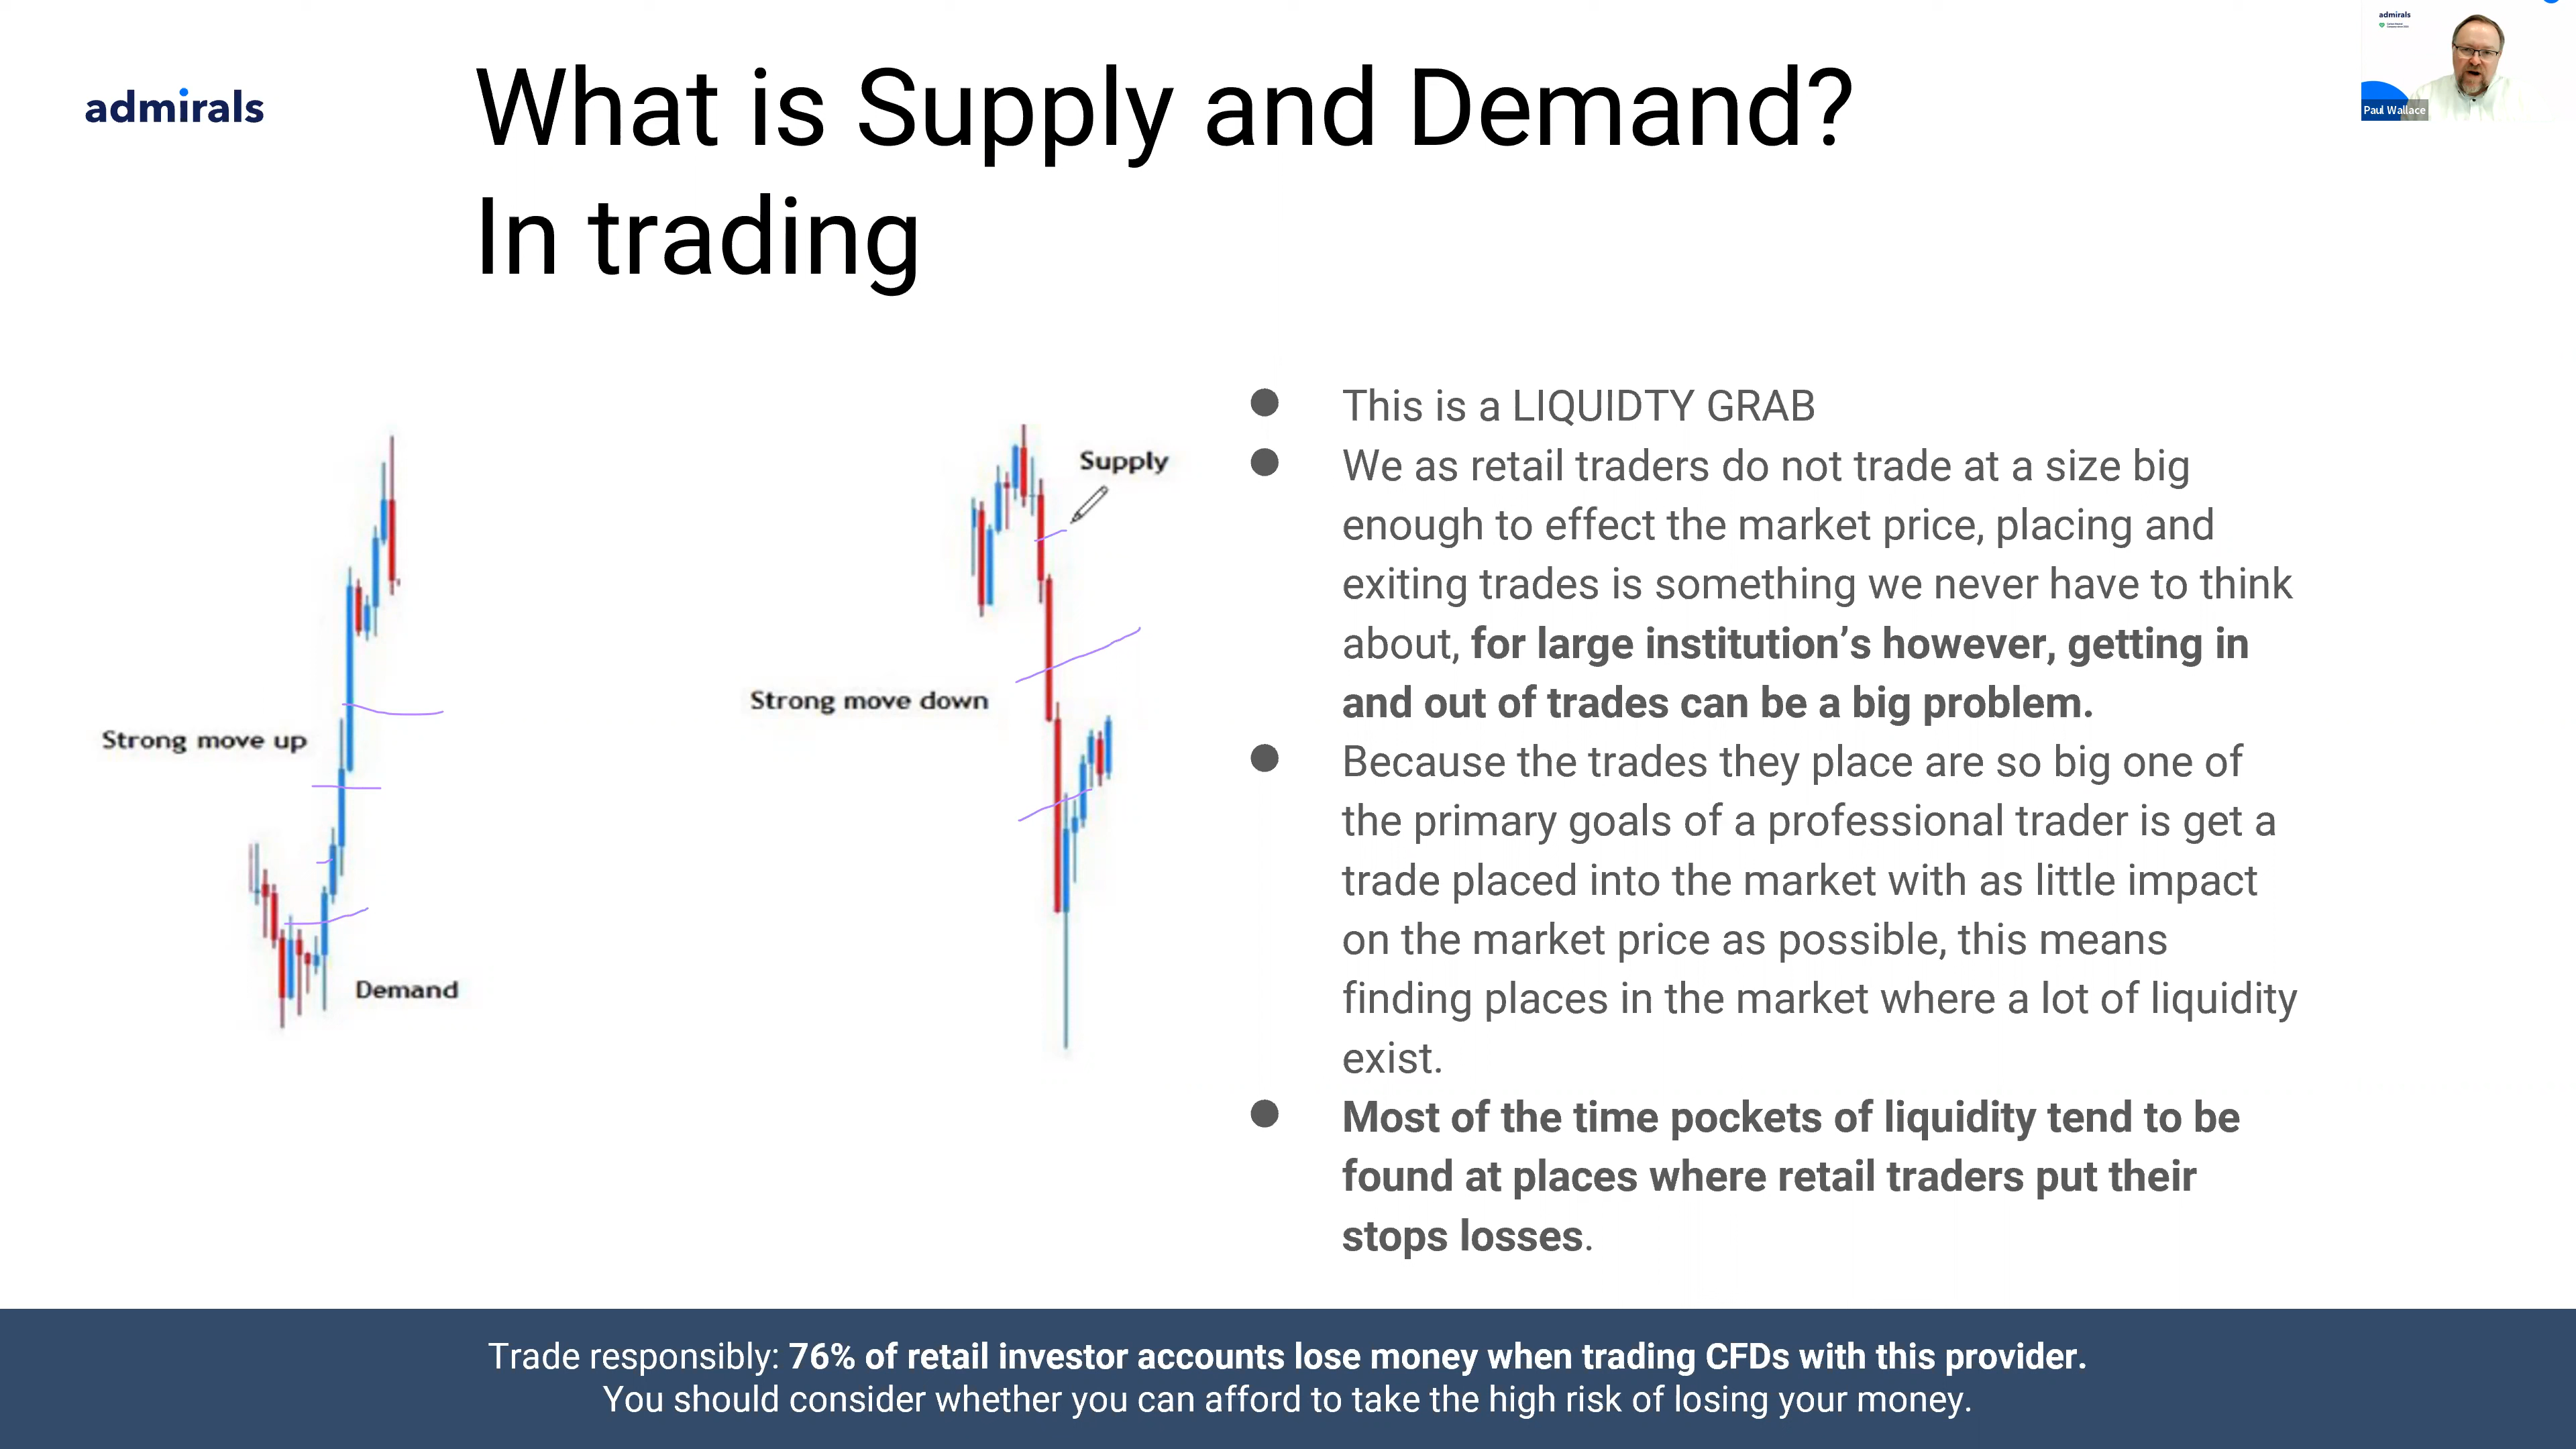 admirals
What is Supply and Demand?
In trading
admirals
Paul Wallace
Supply
Strong move down
Strong move up
Demand
● This is a LIQUIDTY GRAB
● We as retail traders do not trade at a size big
enough to effect the market price, placing and
exiting trades is something we never have to think
about, for large institution’s however, getting in
and out of trades can be a big problem.
● Because the trades they place are so big one of
the primary goals of a professional trader is get a
trade placed into the market with as little impact
on the market price as possible, this means
finding places in the market where a lot of liquidity
exist.
● Most of the time pockets of liquidity tend to be
found at places where retail traders put their
stops losses.
Trade responsibly: 76% of retail investor accounts lose money when trading CFDs with this provider.
You should consider whether you can afford to take the high risk of losing your money.